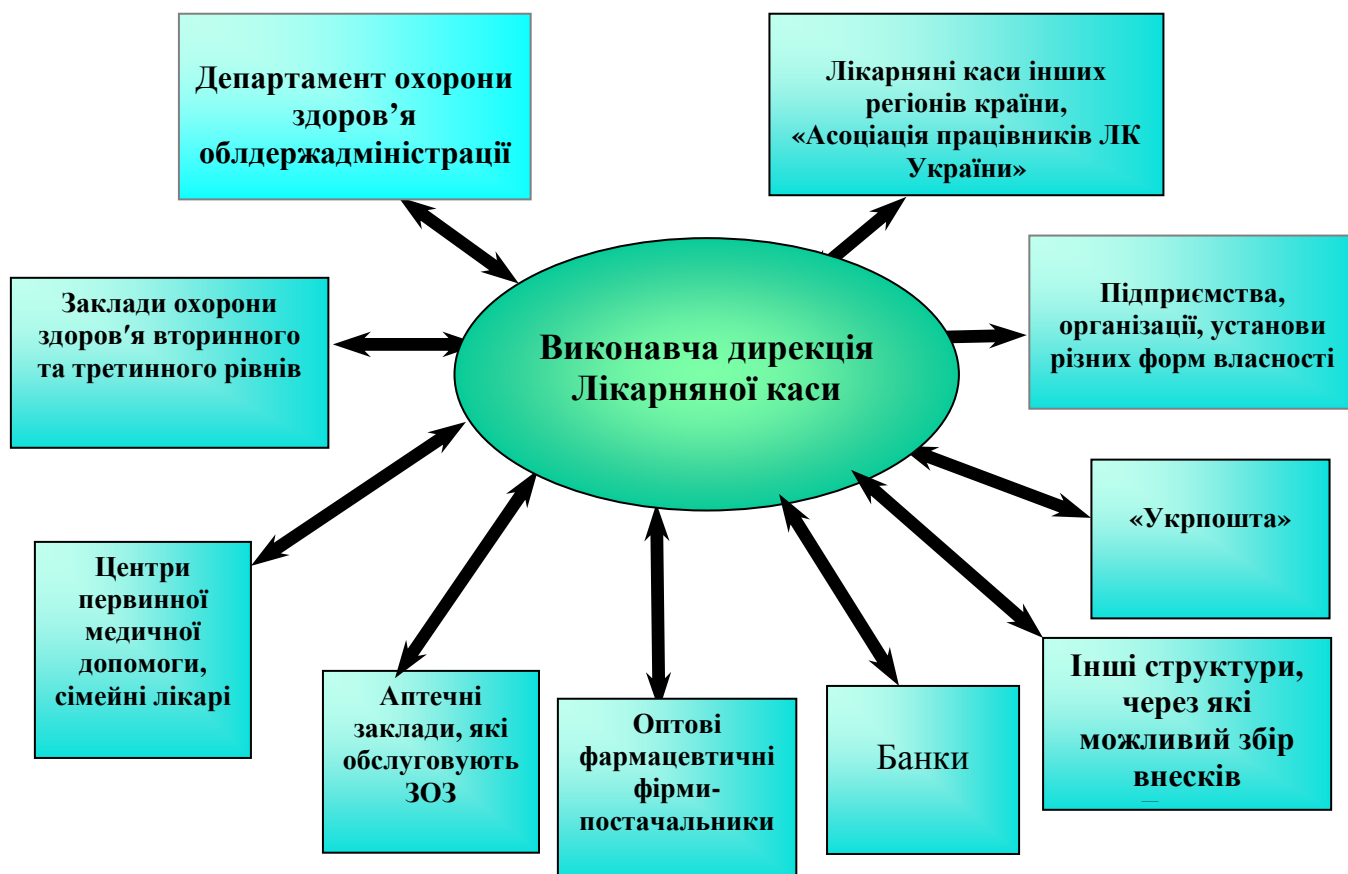 Департамент охорони
здоров’я
облдержадміністрації
Лікарняні каси інших
регіонів країни,
«Асоціація працівників ЛК
України»
Заклади охорони
здоров′я вторинного
та третинного рівнів
Виконавча дирекція
Лікарняної каси
Підприємства,
організації, установи
різних форм власності
«Укрпошта»
Центри
первинної
медичної
допомоги,
сімейні лікарі
Аптечні
заклади, які
обслуговують
ЗОЗ
Оптові
фармацевтичні
фірми-
постачальники
Банки
Інші структури,
через які
можливий збір
внесків